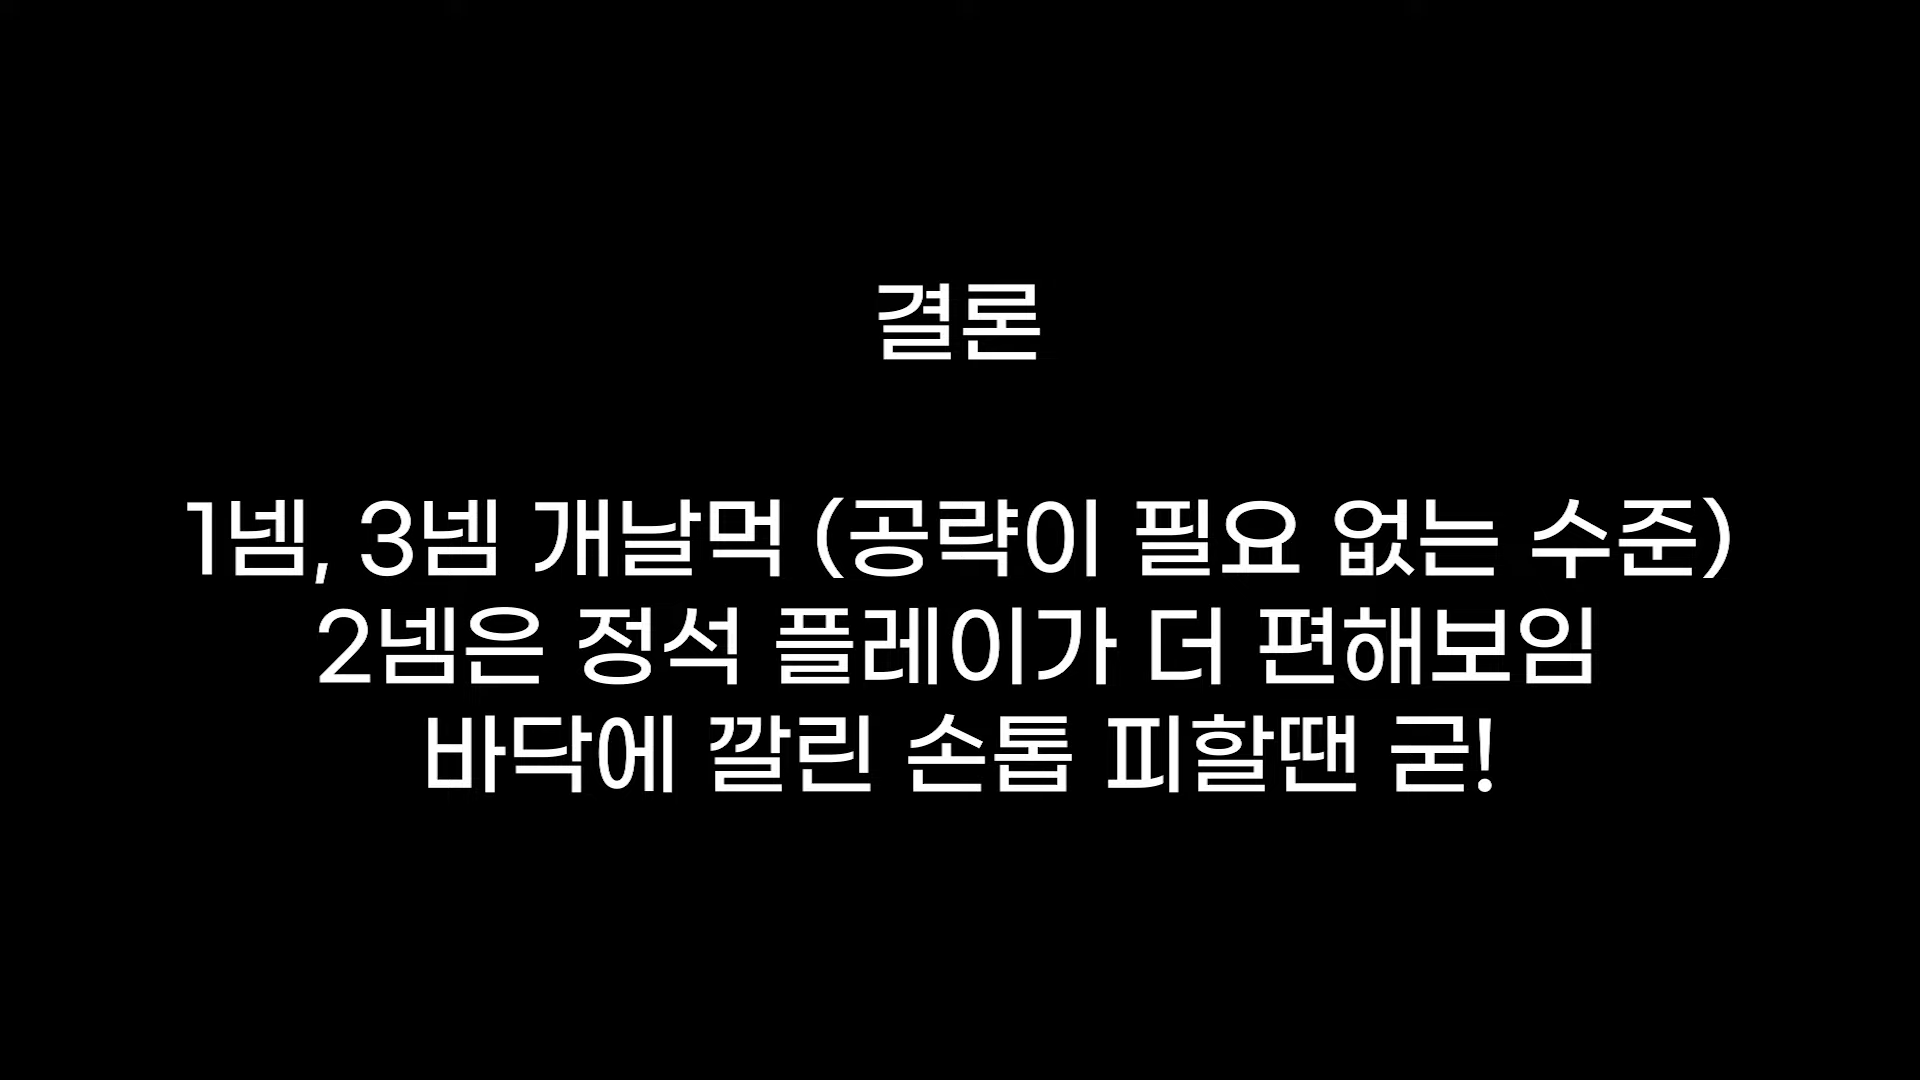 결론
1넴, 3넴 개날먹 (공략이 필요 없는 수준)
2넴은 정석 플레이가 더 편해보임
바닥에 깔린 손톱 피할땐 굳!